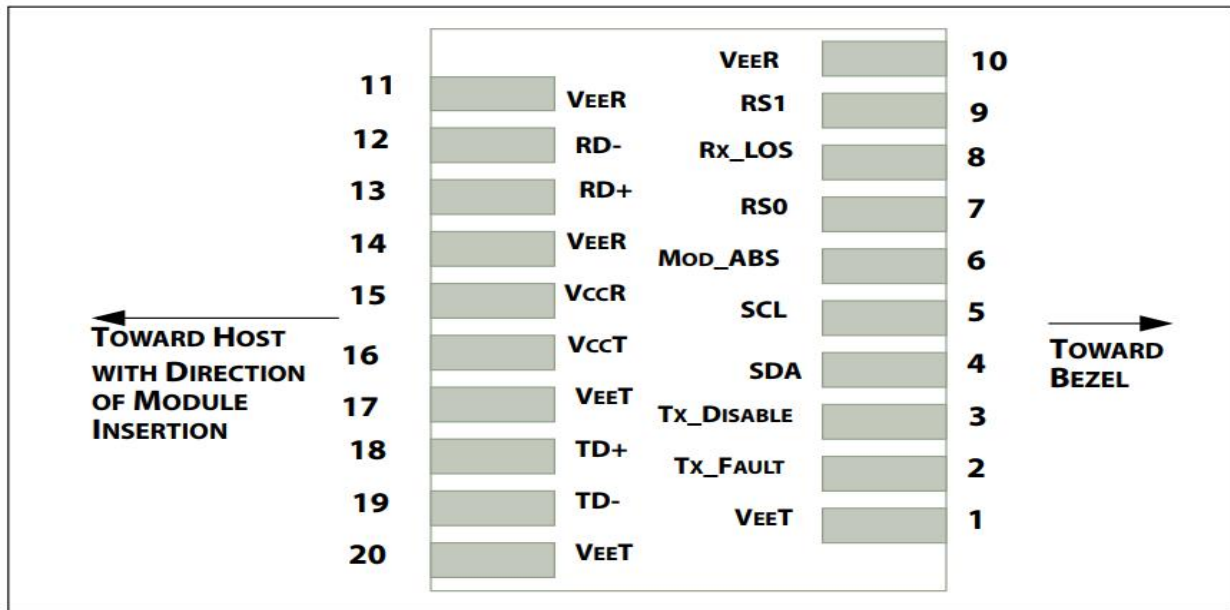 11 VEER
12 RD-
13 RD+
14 VEER
15 VCCR
16 VCCT
17 VEET
18 TD+
19 TD-
20 VEET
TOWARD HOST
WITH DIRECTION
OF MODULE
INSERTION
VEER 10
RS1 9
RX_LOS 8
RS0 7
MOD_ABS 6
SCL 5
SDA 4
TX_DISABLE 3
TX_FAULT 2
VEET 1
TOWARD
BEZEL